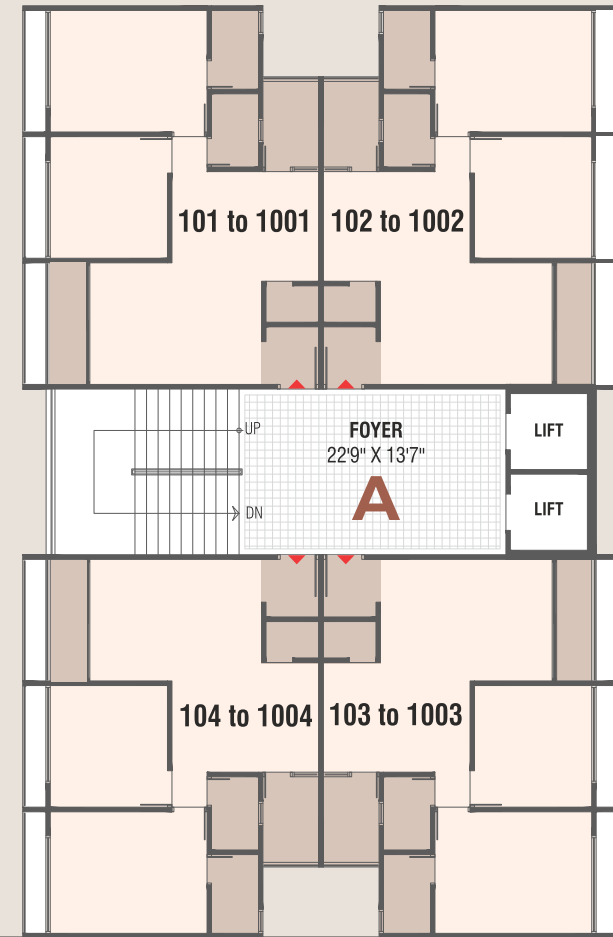 101 to 1001
102 to 1002
UP
FOYER
22'9" X 13'7"
LIFT
A
DN
LIFT
104 to 1004
103 to 1003